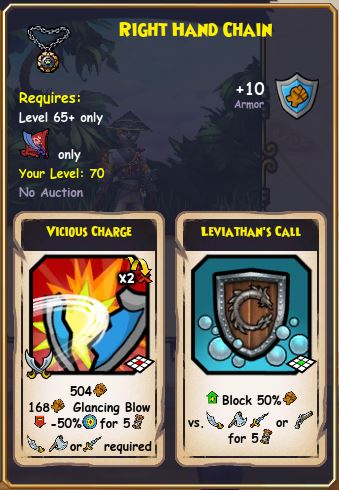 RIGHT HAND CHAIN
+10
Armor
Requires:
Level 65+ only
only
Your Level: 70
No Auction
VICIOUS CHARGE
x2
504
168 Glancing Blow
-50% for 5
or required
LEVIATHAN'S CALL
Block 50%
vs. or
for 5